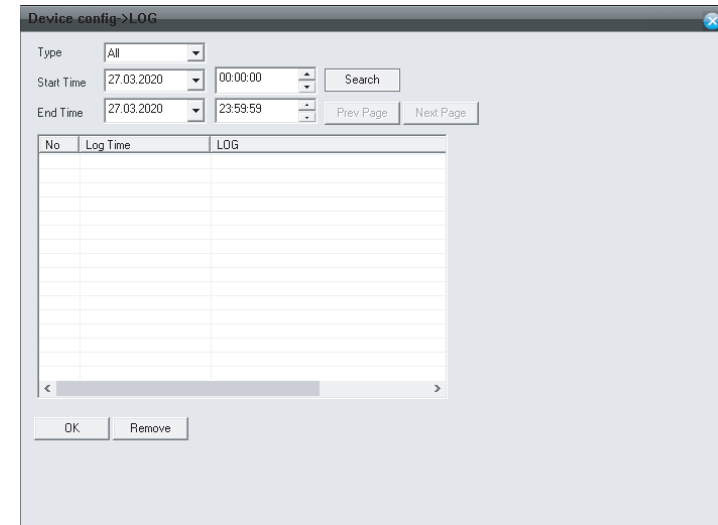 Device config->LOG
Type All
Start Time 27.03.2020 00:00:00 Search
End Time 27.03.2020 23:59:59 Prev Page Next Page
No Log Time LOG
OK Remove